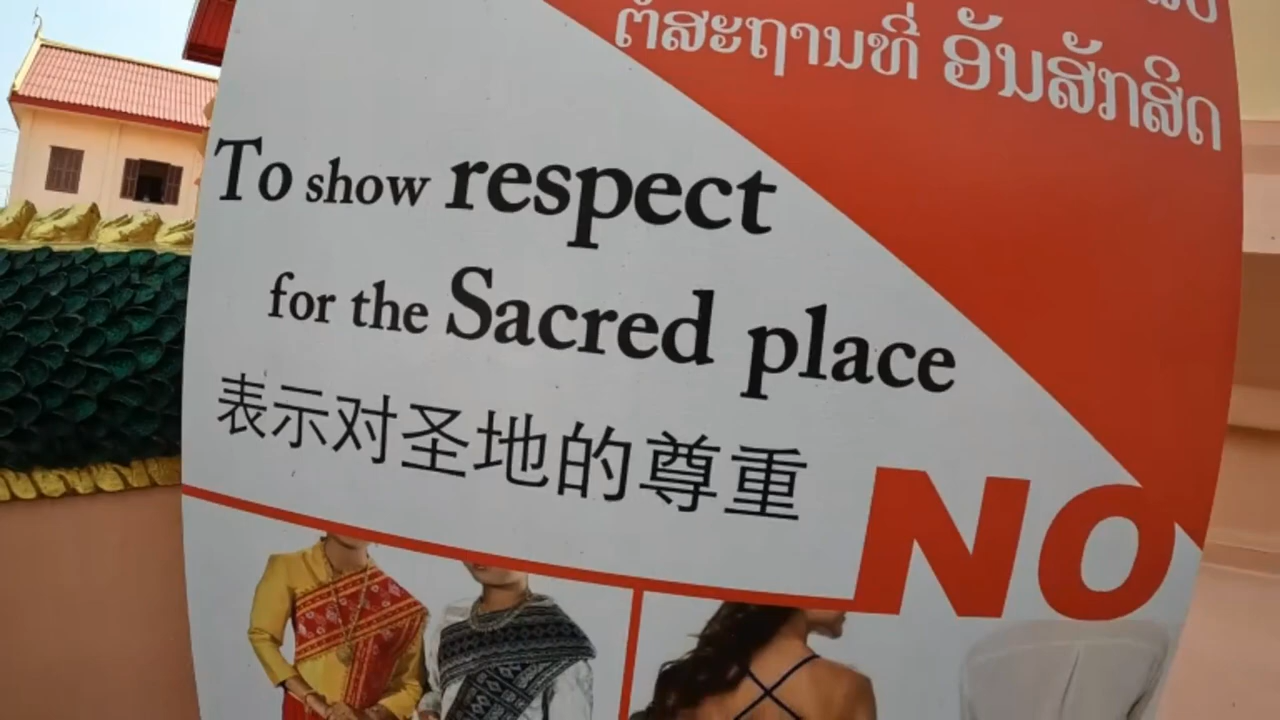 ຕໍ່ສະຖານທີ່ ອັນສັກສິດ
To show respect
for the Sacred place
表示对圣地的尊重
NO